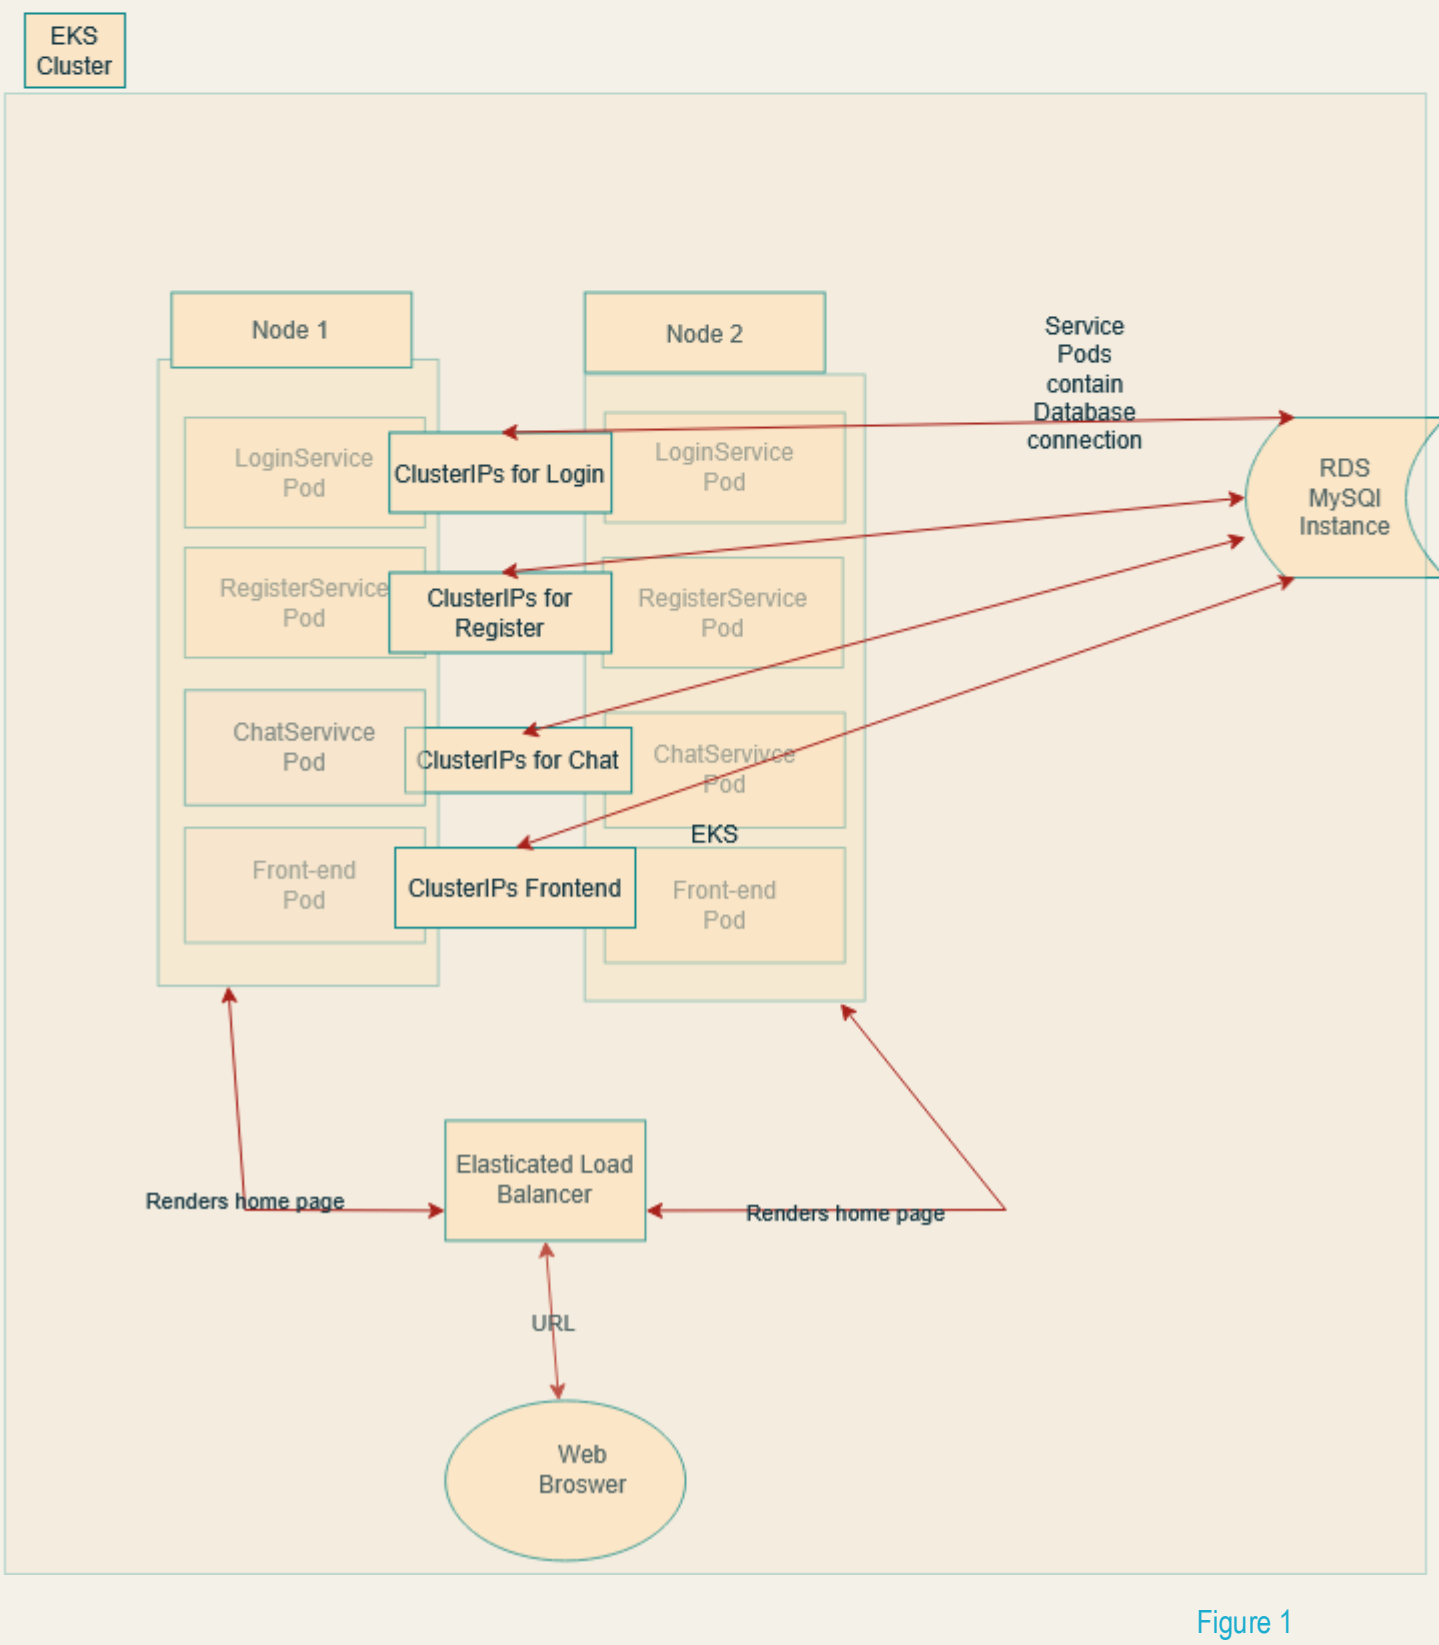 EKS
Cluster
Node 1
Node 2
Service
Pods
contain
Database
connection
LoginService
Pod
ClusterIPs for Login
LoginService
Pod
RDS
MySQl
Instance
RegisterService
Pod
ClusterIPs for
Register
RegisterService
Pod
ChatServivce
Pod
ClusterIPs for Chat
ChatServivce
Pod
EKS
Front-end
Pod
ClusterIPs Frontend
Front-end
Pod
Elasticated Load
Balancer
Renders home page
Renders home page
URL
Web
Broswer
Figure 1